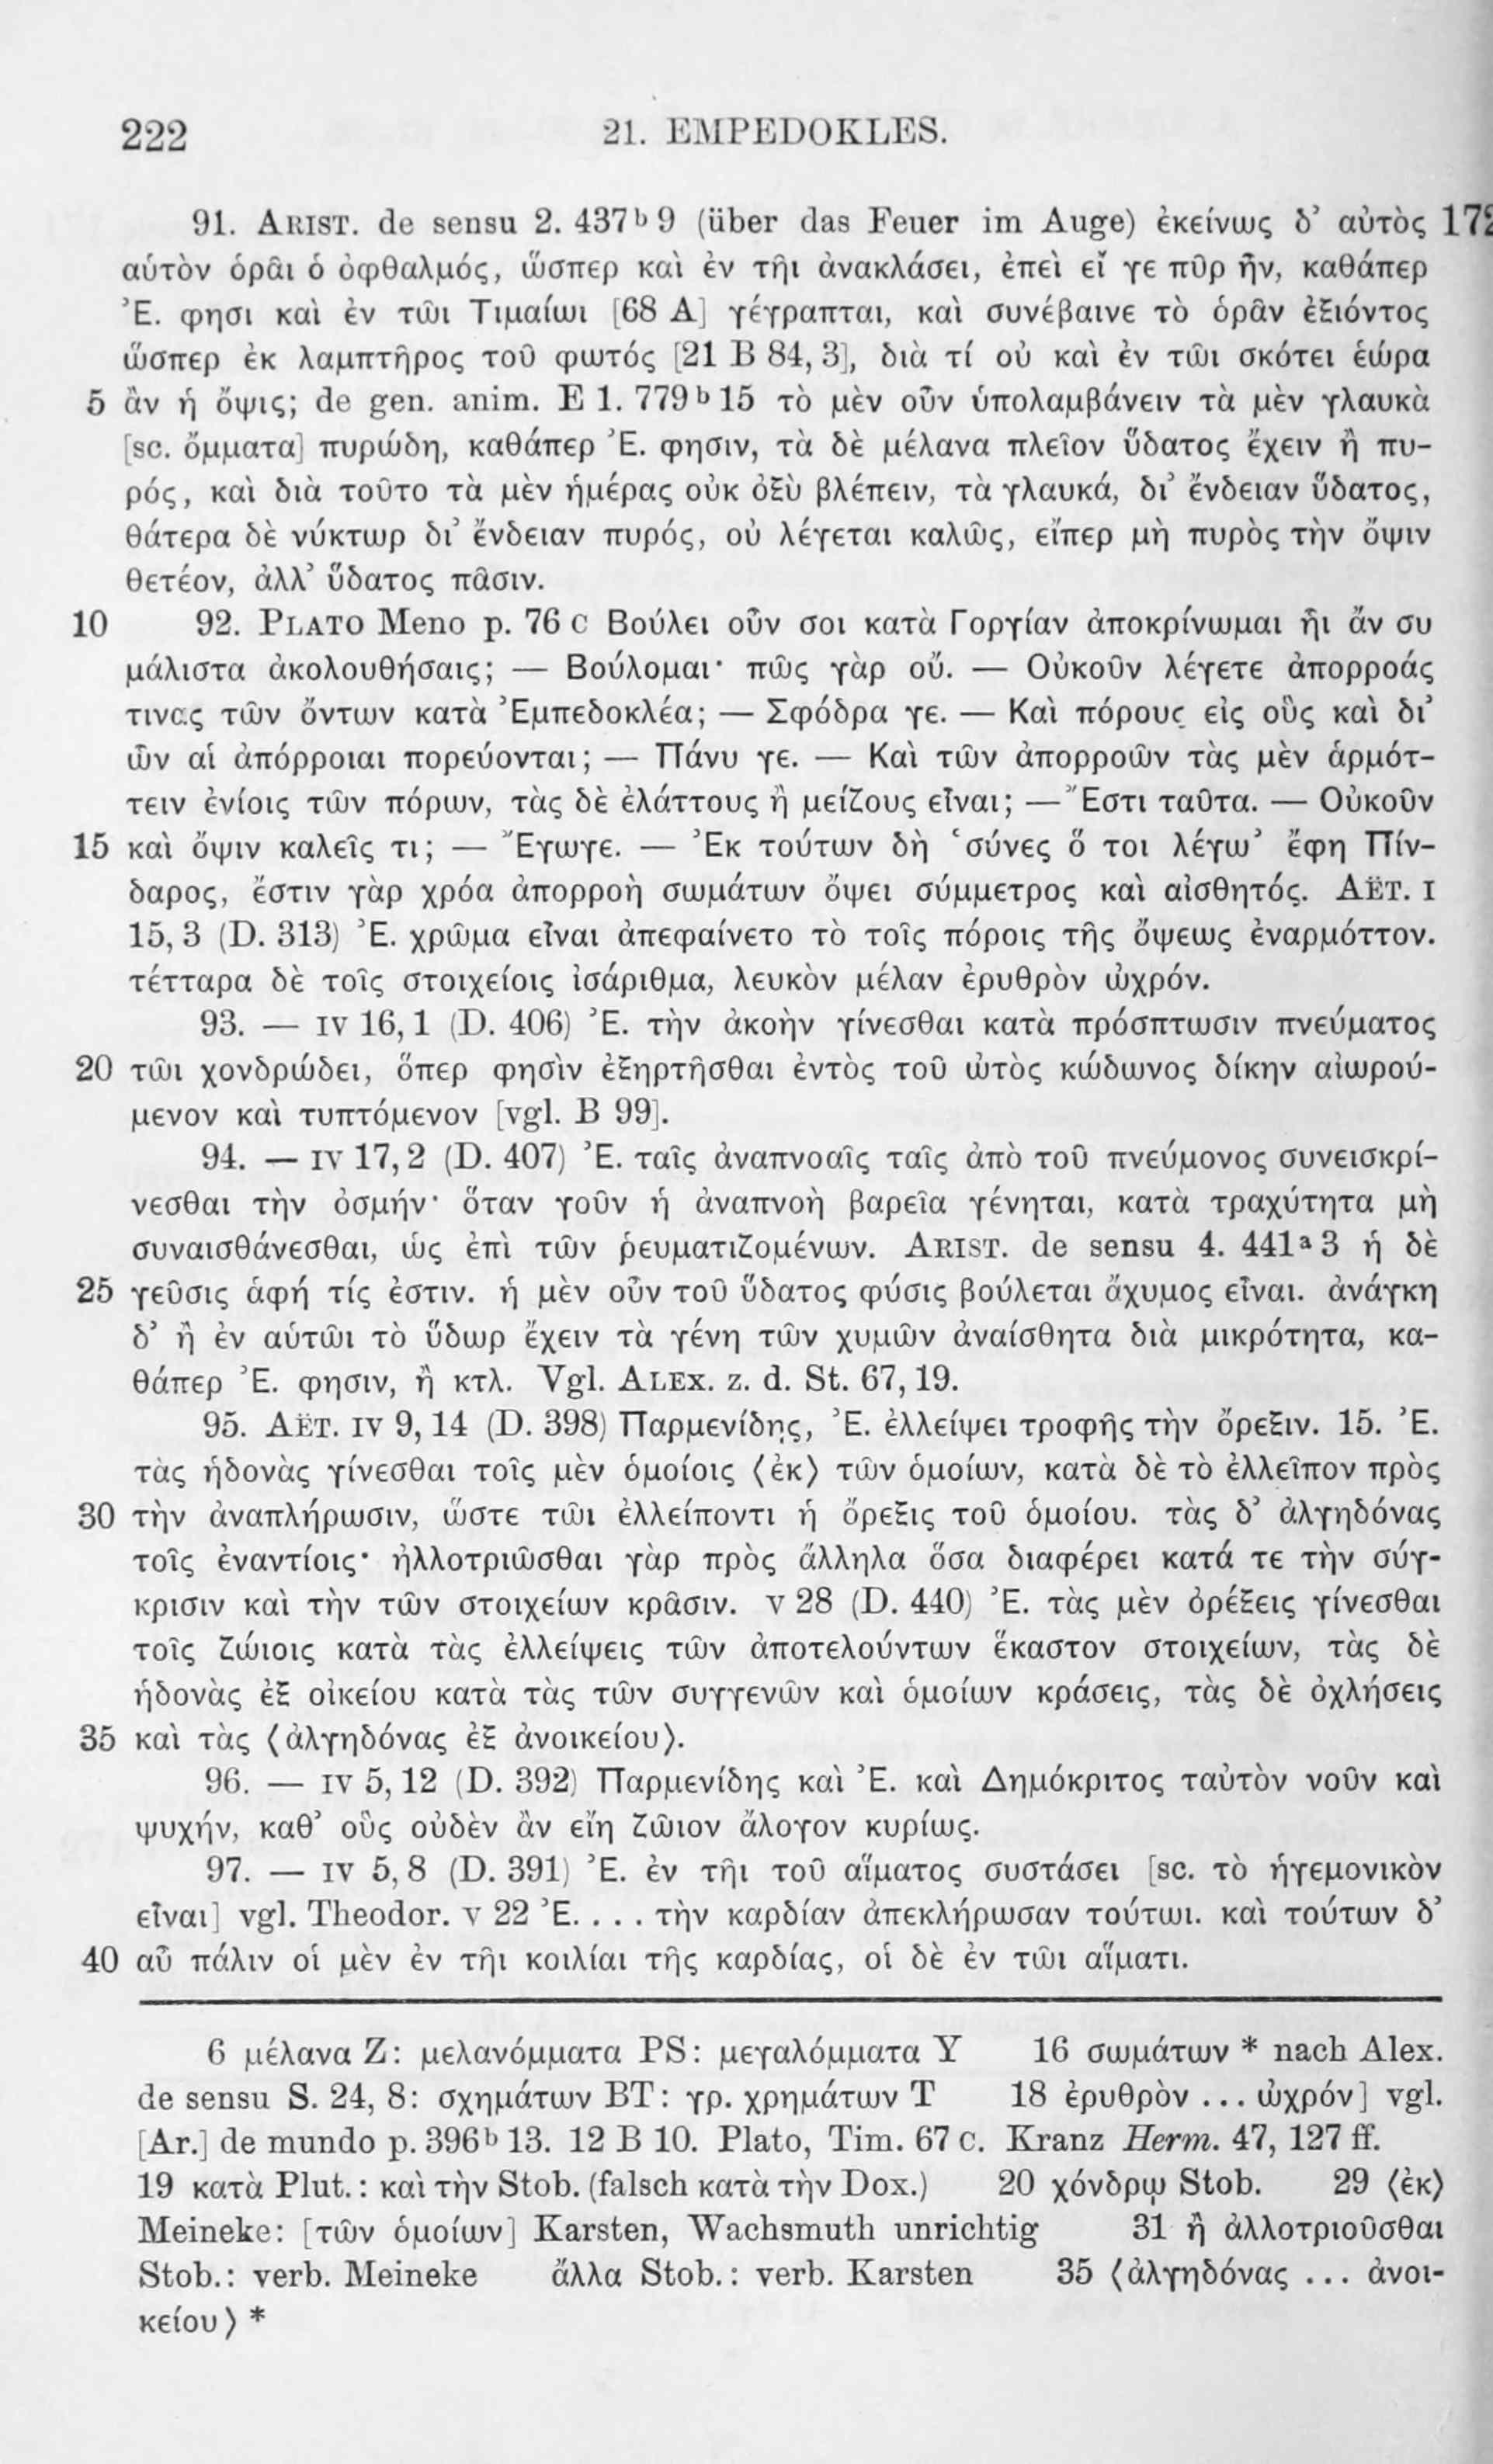 222
21. EMPEDOKLES.
91. ARIST. de sensu 2. 437ᵇ 9 (über das Feuer im Auge) ἐκείνως δ’ αὐτὸς 172
αὑτὸν ὁρᾶι ὁ ὀφθαλμός, ὥσπερ καὶ ἐν τῆι ἀνακλάσει, ἐπεὶ εἴ γε πῦρ ἦν, καθάπερ
Ἐ. φησι καὶ ἐν τῶι Τιμαίωι [68 A] γέγραπται, καὶ συνέβαινε τὸ ὁρᾶν ἐξιόντος
ὥσπερ ἐκ λαμπτῆρος τοῦ φωτός [21 B 84, 3], διὰ τί οὐ καὶ ἐν τῶι σκότει ἑώρα
5 ἂν ἡ ὄψις; de gen. anim. E 1. 779ᵇ 15 τὸ μὲν οὖν ὑπολαμβάνειν τὰ μὲν γλαυκὰ
[sc. ὄμματα] πυρώδη, καθάπερ Ἐ. φησιν, τὰ δὲ μέλανα πλεῖον ὕδατος ἔχειν ἢ πυ-
ρός, καὶ διὰ τοῦτο τὰ μὲν ἡμέρας οὐκ ὀξὺ βλέπειν, τὰ γλαυκά, δι’ ἔνδειαν ὕδατος,
θάτερα δὲ νύκτωρ δι’ ἔνδειαν πυρός, οὐ λέγεται καλῶς, εἴπερ μὴ πυρὸς τὴν ὄψιν
θετέον, ἀλλ’ ὕδατος πᾶσιν.
10 92. PLATO Meno p. 76 C Βούλει οὖν σοι κατὰ Γοργίαν ἀποκρίνωμαι ἧι ἂν συ
μάλιστα ἀκολουθήσαις; — Βούλομαι· πῶς γὰρ οὔ. — Οὐκοῦν λέγετε ἀπορροάς
τινας τῶν ὄντων κατὰ Ἐμπεδοκλέα; — Σφόδρα γε. — Καὶ πόρους εἰς οὓς καὶ δι’
ὧν αἱ ἀπόρροιαι πορεύονται; — Πάνυ γε. — Καὶ τῶν ἀπορροῶν τὰς μὲν ἁρμότ-
τειν ἐνίοις τῶν πόρων, τὰς δὲ ἐλάττους ἢ μείζους εἶναι; — Ἔστι ταῦτα. — Οὐκοῦν
15 καὶ ὄψιν καλεῖς τι; — Ἔγωγε. — Ἐκ τούτων δὴ ‘σύνες ὅ τοι λέγω’ ἔφη Πίν-
δαρος, ἔστιν γὰρ χρόα ἀπορροὴ σωμάτων ὄψει σύμμετρος καὶ αἰσθητός. AËT. I
15, 3 (D. 313) Ἐ. χρῶμα εἶναι ἀπεφαίνετο τὸ τοῖς πόροις τῆς ὄψεως ἐναρμόττον.
τέτταρα δὲ τοῖς στοιχείοις ἰσάριθμα, λευκὸν μέλαν ἐρυθρὸν ὠχρόν.
93. — IV 16, 1 (D. 406) Ἐ. τὴν ἀκοὴν γίνεσθαι κατὰ πρόσπτωσιν πνεύματος
20 τῶι χονδρώδει, ὅπερ φησὶν ἐξηρτῆσθαι ἐντὸς τοῦ ὠτὸς κώδωνος δίκην αἰωρού-
μενον καὶ τυπτόμενον [vgl. B 99].
94. — IV 17, 2 (D. 407) Ἐ. ταῖς ἀναπνοαῖς ταῖς ἀπὸ τοῦ πνεύμονος συνεισκρί-
νεσθαι τὴν ὀσμήν· ὅταν γοῦν ἡ ἀναπνοὴ βαρεῖα γένηται, κατὰ τραχύτητα μὴ
συναισθάνεσθαι, ὡς ἐπὶ τῶν ῥευματιζομένων. ARIST. de sensu 4. 441ᵃ 3 ἡ δὲ
25 γεῦσις ἁφή τίς ἐστιν. ἡ μὲν οὖν τοῦ ὕδατος φύσις βούλεται ἄχυμος εἶναι. ἀνάγκη
δ’ ἢ ἐν αὑτῶι τὸ ὕδωρ ἔχειν τὰ γένη τῶν χυμῶν ἀναίσθητα διὰ μικρότητα, κα-
θάπερ Ἐ. φησιν, ἢ κτλ. Vgl. ALEX. z. d. St. 67, 19.
95. AËT. IV 9, 14 (D. 398) Παρμενίδης, Ἐ. ἐλλείψει τροφῆς τὴν ὄρεξιν. 15. Ἐ.
τὰς ἡδονὰς γίνεσθαι τοῖς μὲν ὁμοίοις ⟨ἐκ⟩ τῶν ὁμοίων, κατὰ δὲ τὸ ἐλλεῖπον πρὸς
30 τὴν ἀναπλήρωσιν, ὥστε τῶι ἐλλείποντι ἡ ὄρεξις τοῦ ὁμοίου. τὰς δ’ ἀλγηδόνας
τοῖς ἐναντίοις· ἠλλοτριῶσθαι γὰρ πρὸς ἄλληλα ὅσα διαφέρει κατά τε τὴν σύγ-
κρισιν καὶ τὴν τῶν στοιχείων κρᾶσιν. V 28 (D. 440) Ἐ. τὰς μὲν ὀρέξεις γίνεσθαι
τοῖς ζώιοις κατὰ τὰς ἐλλείψεις τῶν ἀποτελούντων ἕκαστον στοιχείων, τὰς δὲ
ἡδονὰς ἐξ οἰκείου κατὰ τὰς τῶν συγγενῶν καὶ ὁμοίων κράσεις, τὰς δὲ ὀχλήσεις
35 καὶ τὰς ⟨ἀλγηδόνας ἐξ ἀνοικείου⟩.
96. — IV 5, 12 (D. 392) Παρμενίδης καὶ Ἐ. καὶ Δημόκριτος ταὐτὸν νοῦν καὶ
ψυχήν, καθ’ οὓς οὐδὲν ἂν εἴη ζῶιον ἄλογον κυρίως.
97. — IV 5, 8 (D. 391) Ἐ. ἐν τῆι τοῦ αἵματος συστάσει [sc. τὸ ἡγεμονικὸν
εἶναι] vgl. Theodor. V 22 Ἐ. . . . τὴν καρδίαν ἀπεκλήρωσαν τούτωι. καὶ τούτων δ’
40 αὖ πάλιν οἱ μὲν ἐν τῆι κοιλίαι τῆς καρδίας, οἱ δὲ ἐν τῶι αἵματι.
6 μέλανα Z: μελανόμματα PS: μεγαλόμματα Y 16 σωμάτων * nach Alex.
de sensu S. 24, 8: σχημάτων BT: γρ. χρημάτων T 18 ἐρυθρὸν ... ὠχρόν] vgl.
[Ar.] de mundo p. 396ᵇ 13. 12 B 10. Plato, Tim. 67 C. Kranz Herm. 47, 127 ff.
19 κατὰ Plut.: καὶ τὴν Stob. (falsch κατὰ τὴν Dox.) 20 χόνδρῳ Stob. 29 ⟨ἐκ⟩
Meineke: [τῶν ὁμοίων] Karsten, Wachsmuth unrichtig 31 ἢ ἀλλοτριοῦσθαι
Stob.: verb. Meineke ἄλλα Stob.: verb. Karsten 35 ⟨ἀλγηδόνας ... ἀνοι-
κείου⟩ *